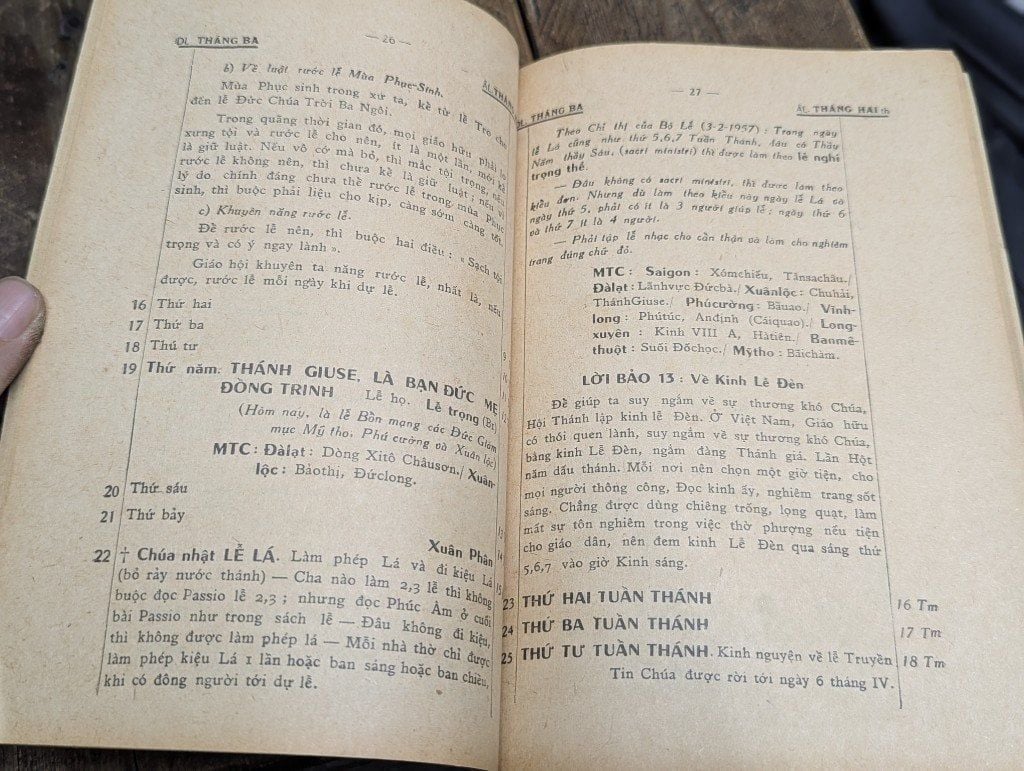 ĐL. THÁNG BA
— 26 —
b) Về luật rước lễ Mùa Phục-Sinh.
Mùa Phục sinh trong xứ ta, kể từ lễ Tro cho
đến lễ Đức Chúa Trời Ba Ngôi.
Trong quãng thời gian đó, mọi giáo hữu phải lo
xưng tội và rước lễ cho nên, ít là một lần, mới kể
là giữ luật. Nếu vô cớ mà bỏ, thì mắc tội trọng, nếu
rước lễ không nên, thì chưa kể là giữ luật; nếu vì
lý do chính đáng chưa thể rước lễ trong mùa Phục
sinh, thì buộc phải liệu cho kịp, càng sớm càng tốt.
c) Khuyên năng rước lễ.
Để rước lễ nên, thì buộc hai điều: « Sạch tội
trọng và có ý ngay lành ».
Giáo hội khuyên ta năng rước lễ, nhất là, nếu
được, rước lễ mỗi ngày khi dự lễ.
16 Thứ hai
17 Thứ ba
18 Thứ tư
19 Thứ năm. THÁNH GIUSE, LÀ BẠN ĐỨC MẸ
ĐỒNG TRINH Lễ họ. Lễ trọng (Bt)
(Hôm nay, là lễ Bổn mạng các Đức Giám
mục Mỹ tho, Phú cường và Xuân lộc)
MTC: Đàlạt: Dòng Xitô Châusơn./ Xuân-
lộc: Bảothị, Đứclong.
20 Thứ sáu
21 Thứ bảy
Xuân Phân
22 † Chúa nhật LỄ LÁ. Làm phép Lá và đi kiệu Lá
(bỏ rảy nước thánh) — Cha nào làm 2,3 lễ thì không
buộc đọc Passio lễ 2,3; nhưng đọc Phúc Âm ở cuối
bài Passio như trong sách lễ — Đâu không đi kiệu,
thì không được làm phép lá — Mỗi nhà thờ chỉ được
làm phép kiệu Lá 1 lần hoặc ban sáng hoặc ban chiều,
khi có đông người tới dự lễ.
ĐL. THÁNG BA
— 27 —
ÂL. THÁNG HAI th
Theo Chỉ thị của Bộ Lễ (3-2-1957): Trong ngày
lễ Lá cũng như thứ 5,6,7 Tuần Thánh, đâu có Thầy
Năm thầy Sáu, (sacri ministri) thì được làm theo lễ nghi
trọng thể.
— Đâu không có sacri ministri, thì được làm theo
kiểu đơn. Nhưng dù làm theo kiểu này ngày lễ Lá và
ngày thứ 5, phải có ít là 3 người giúp lễ; ngày thứ 6
và thứ 7 ít là 4 người.
— Phải tập lễ nhạc cho cẩn thận và làm cho nghiêm
trang đúng chữ đỏ.
MTC: Saigon: Xómchiếu, Tânsachâu./
Đàlạt: Lãnhvực Đứcbà./ Xuânlộc: Chuhải,
ThánhGiuse./ Phúcường: Bàuao./ Vĩnh-
long: Phútúc, Anđịnh (Cáiquao)./ Long-
xuyên: Kinh VIII A, Hàtiên./ Banmê-
thuột: Suối Đốchọc./ Mỹtho: Bãichàm.
LỜI BẢO 13: Về Kinh Lễ Đèn
Để giúp ta suy ngắm về sự thương khó Chúa,
Hội Thánh lập kinh lễ Đèn. Ở Việt Nam, Giáo hữu
có thói quen lành, suy ngắm về sự thương khó Chúa,
bằng kinh Lễ Đèn, ngắm đàng Thánh giá. Lần Hột
năm dấu thánh. Mỗi nơi nên chọn một giờ tiện, cho
mọi người thông công, Đọc kinh ấy, nghiêm trang sốt
sắng. Chẳng được dùng chiêng trống, lọng quạt, làm
mất sự tôn nghiêm trong việc thờ phượng nếu tiện
cho giáo dân, nên đem kinh Lễ Đèn qua sáng thứ
5,6,7 vào giờ Kinh sáng.
23 THỨ HAI TUẦN THÁNH 16 Tm
24 THỨ BA TUẦN THÁNH 17 Tm
25 THỨ TƯ TUẦN THÁNH. Kinh nguyện về lễ Truyền 18 Tm
Tin Chúa được rời tới ngày 6 tháng IV.